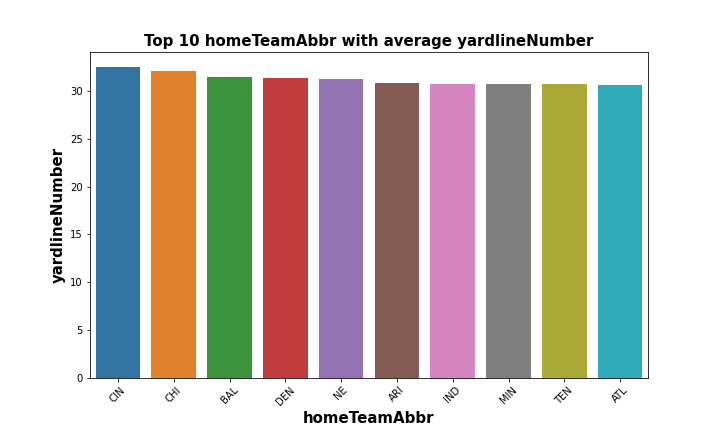 Top 10 homeTeamAbbr with average yardlineNumber
yardlineNumber
30
25
20
15
10
5
0
CIN
CHI
BAL
DEN
NE
ARI
IND
MIN
TEN
ATL
homeTeamAbbr